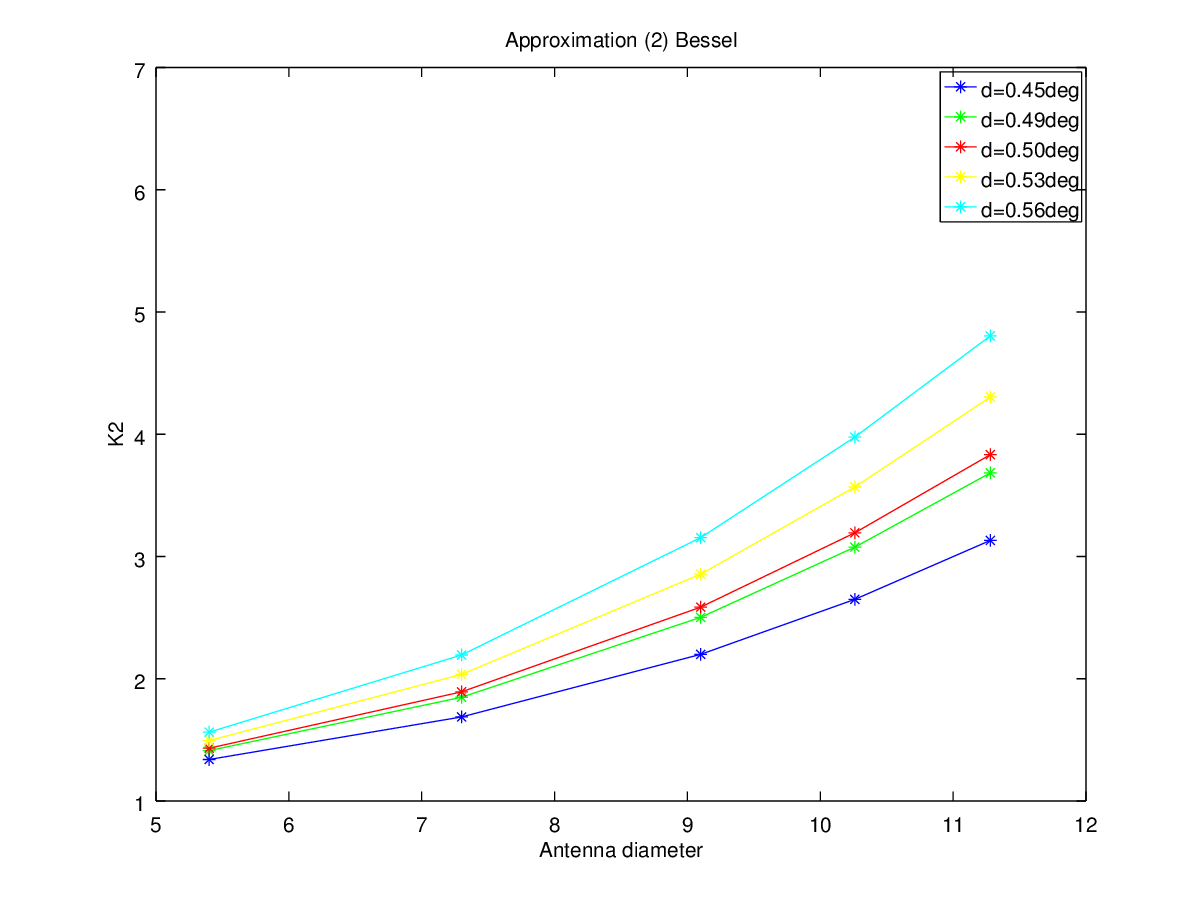 Approximation (2) Bessel
7
6
5
4
3
2
1
K2
d=0.45deg
d=0.49deg
d=0.50deg
d=0.53deg
d=0.56deg
5 6 7 8 9 10 11 12
Antenna diameter